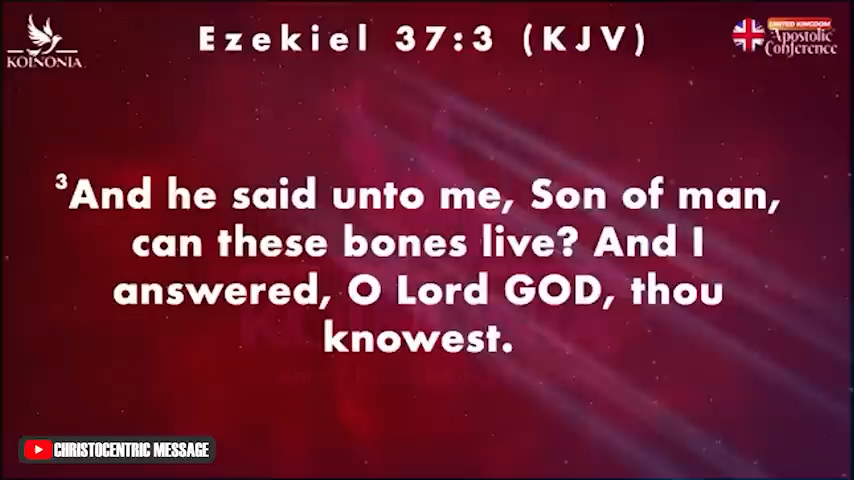 KOINONIA
Ezekiel 37:3 (KJV)
UNITED KINGDOM
Apostolic
Conference
3And he said unto me, Son of man,
can these bones live? And I
answered, O Lord GOD, thou
knowest.
CHRISTOCENTRIC MESSAGE